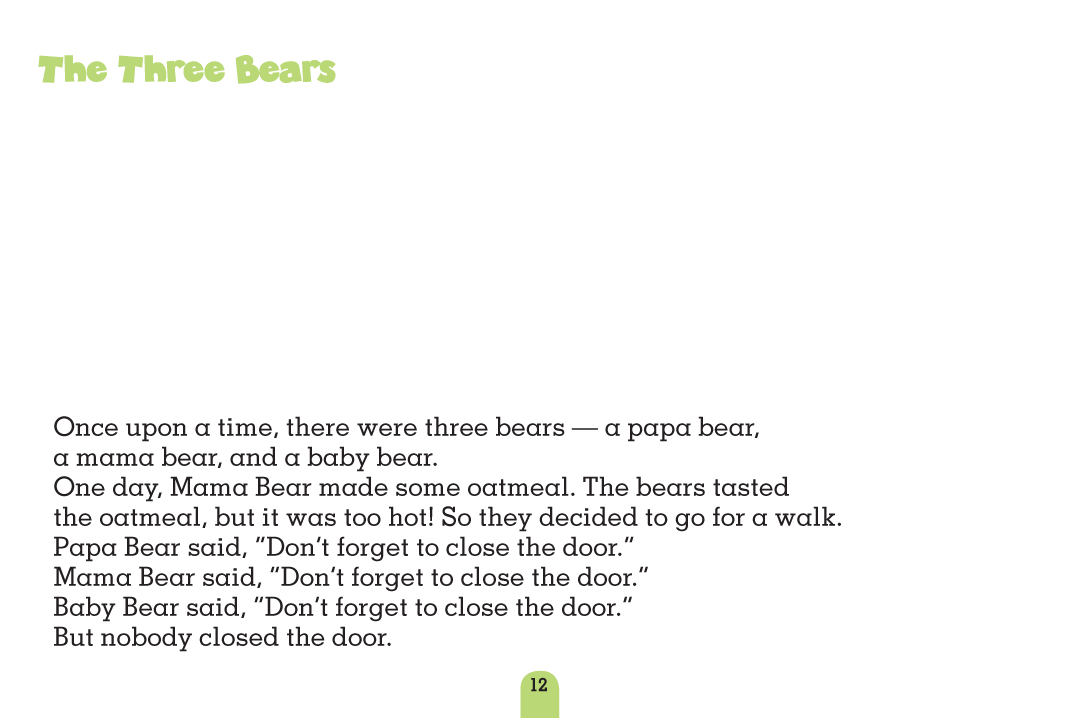 The Three Bears
Once upon a time, there were three bears — a papa bear,
a mama bear, and a baby bear.
One day, Mama Bear made some oatmeal. The bears tasted
the oatmeal, but it was too hot! So they decided to go for a walk.
Papa Bear said, ″Don′t forget to close the door.″
Mama Bear said, ″Don′t forget to close the door.″
Baby Bear said, ″Don′t forget to close the door.″
But nobody closed the door.
12